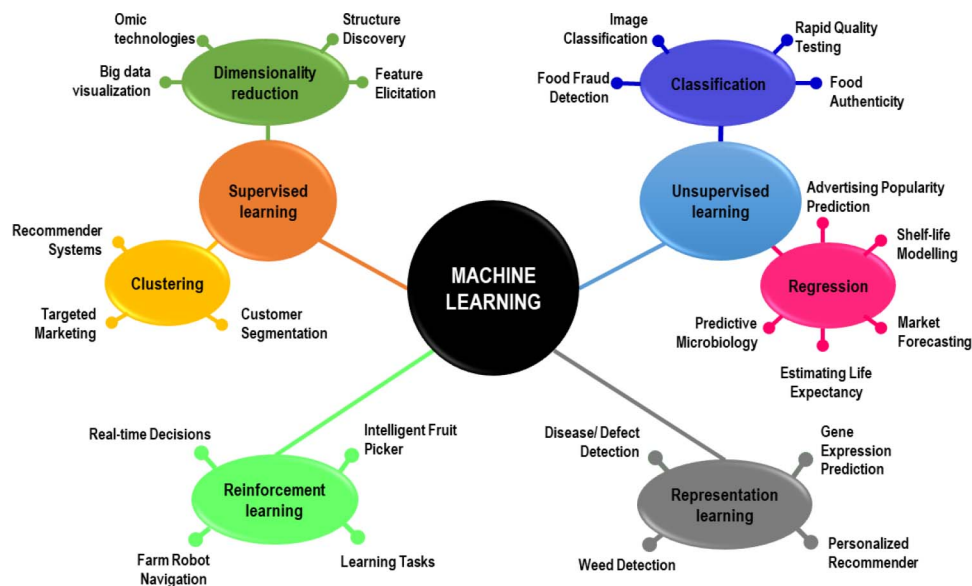 Omic
technologies
Structure
Discovery
Big data
visualization
Dimensionality
reduction
Feature
Elicitation
Image
Classification
Rapid Quality
Testing
Food Fraud
Detection
Classification
Food
Authenticity
Supervised
learning
Unsupervised
learning
Recommender
Systems
Clustering
Targeted
Marketing
Customer
Segmentation
MACHINE
LEARNING
Advertising Popularity
Prediction
Shelf-life
Modelling
Regression
Predictive
Microbiology
Market
Forecasting
Estimating Life
Expectancy
Real-time Decisions
Intelligent Fruit
Picker
Reinforcement
learning
Farm Robot
Navigation
Learning Tasks
Disease/ Defect
Detection
Gene
Expression
Prediction
Representation
learning
Weed Detection
Personalized
Recommender